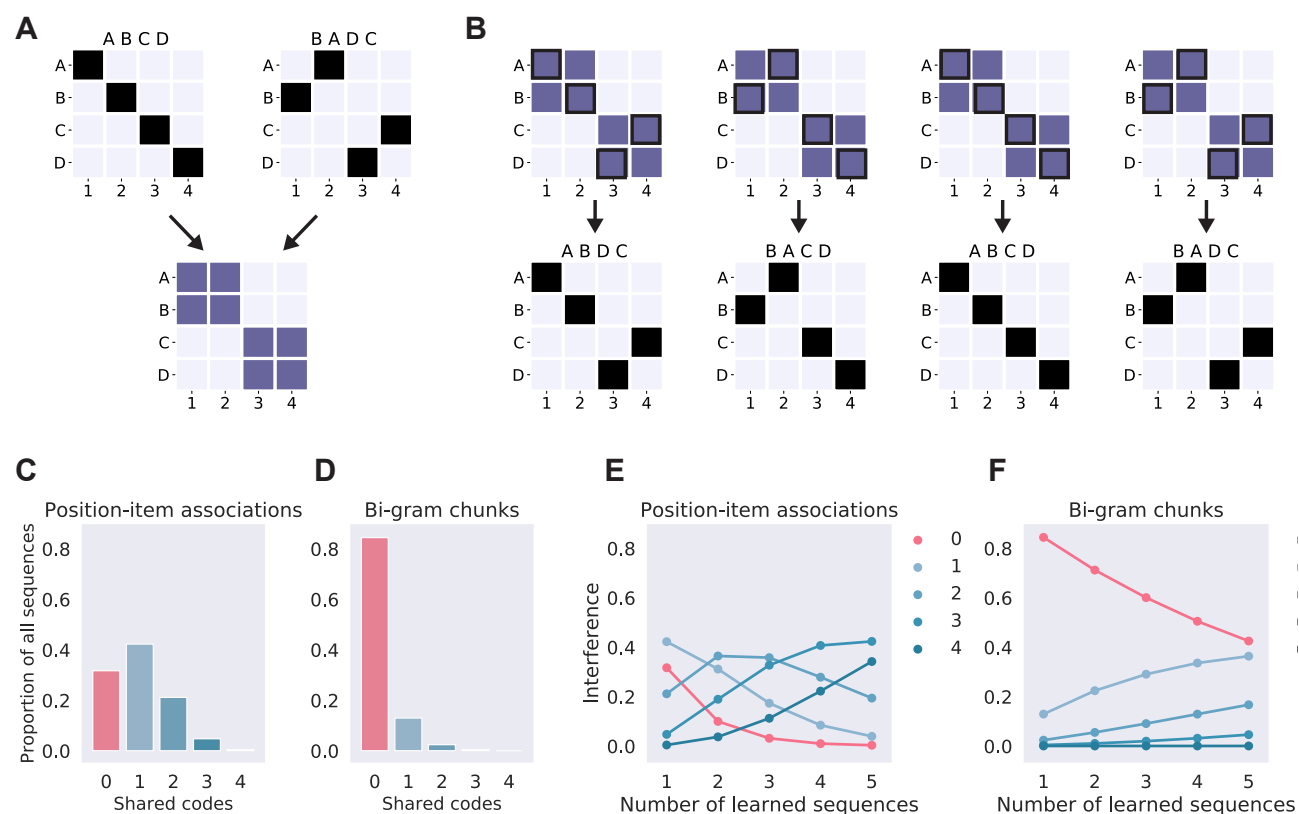 A
A B C D
B A D C
A
B
C
D
1 2 3 4
A
B
C
D
1 2 3 4
A
B
C
D
1 2 3 4
B
A
B
C
D
1 2 3 4
A
B
C
D
1 2 3 4
A
B
C
D
1 2 3 4
A
B
C
D
1 2 3 4
A B D C
A
B
C
D
1 2 3 4
B A C D
A
B
C
D
1 2 3 4
A B C D
A
B
C
D
1 2 3 4
B A D C
A
B
C
D
1 2 3 4
C
Position-item associations
Proportion of all sequences
0.8
0.6
0.4
0.2
0.0
0 1 2 3 4
Shared codes
D
Bi-gram chunks
0.8
0.6
0.4
0.2
0.0
0 1 2 3 4
Shared codes
E
Position-item associations
Interference
0.8
0.6
0.4
0.2
0.0
1 2 3 4 5
Number of learned sequences
0
1
2
3
4
F
Bi-gram chunks
0.8
0.6
0.4
0.2
0.0
1 2 3 4 5
Number of learned sequences